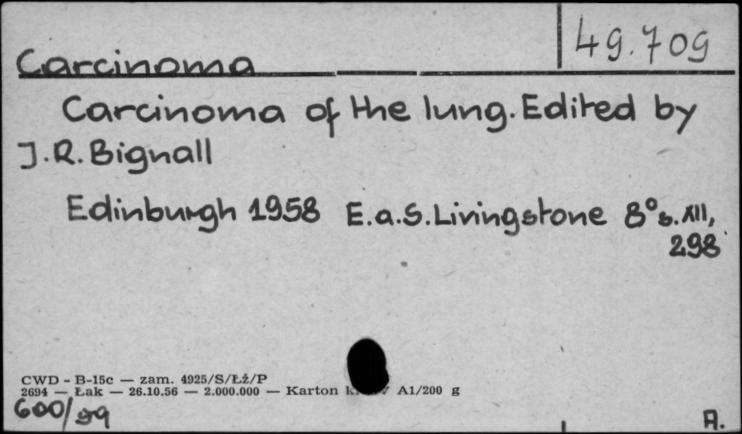 Carcinoma 49.709
Carcinoma of the lung. Edited by
J.R. Bignall
Edinburgh 1958 E.a.S. Livingstone 8° s. XII,
298
CWD - B-15c — zam. 4925/S/Łż/P
2694 — Łak — 26.10.56 — 2.000.000 — Karton A1/200 g
600/59
A.